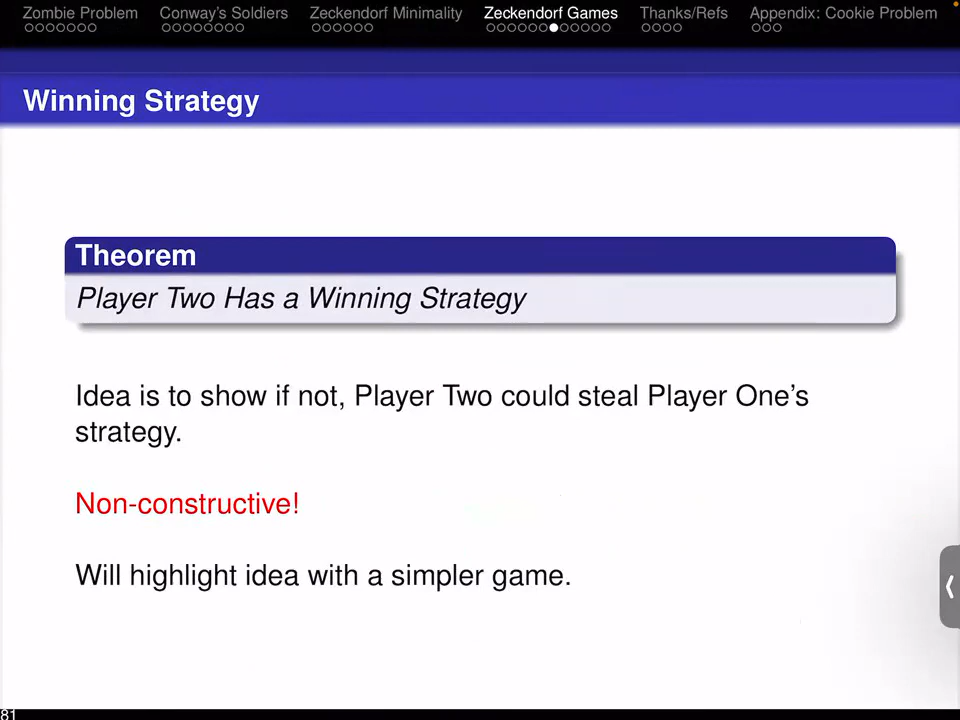 Zombie Problem Conway's Soldiers Zeckendorf Minimality Zeckendorf Games Thanks/Refs Appendix: Cookie Problem
Winning Strategy
Theorem
Player Two Has a Winning Strategy
Idea is to show if not, Player Two could steal Player One's
strategy.
Non-constructive!
Will highlight idea with a simpler game.
81